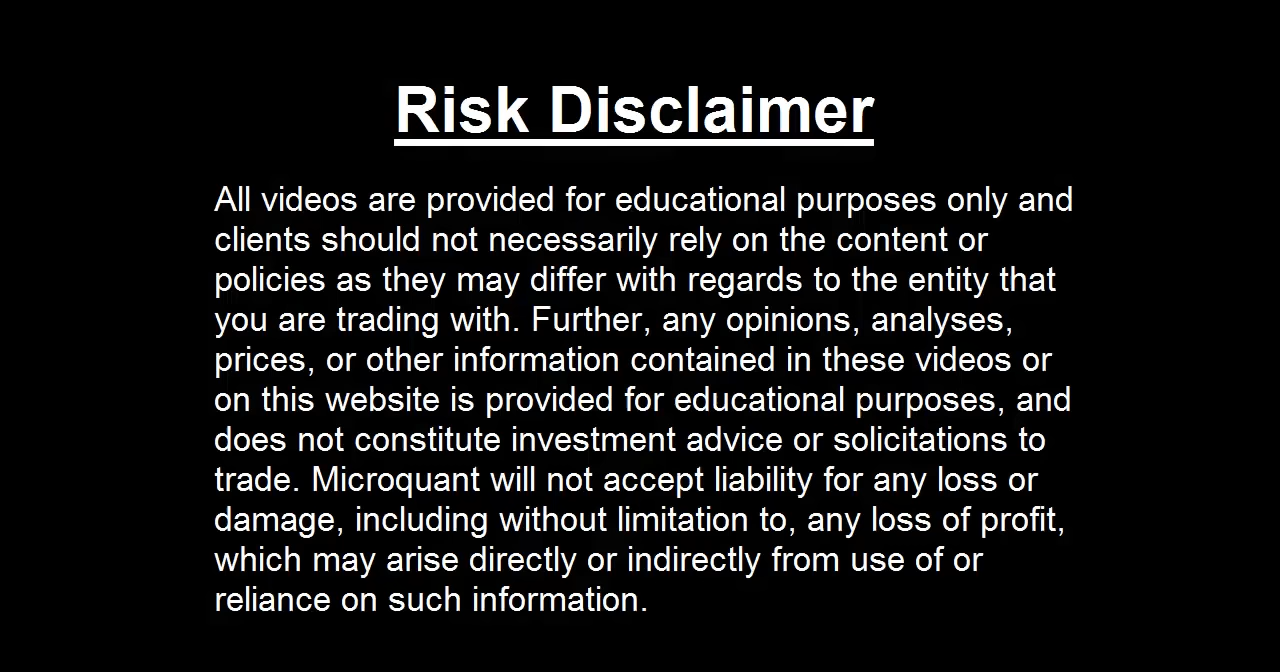 Risk Disclaimer
All videos are provided for educational purposes only and
clients should not necessarily rely on the content or
policies as they may differ with regards to the entity that
you are trading with. Further, any opinions, analyses,
prices, or other information contained in these videos or
on this website is provided for educational purposes, and
does not constitute investment advice or solicitations to
trade. Microquant will not accept liability for any loss or
damage, including without limitation to, any loss of profit,
which may arise directly or indirectly from use of or
reliance on such information.